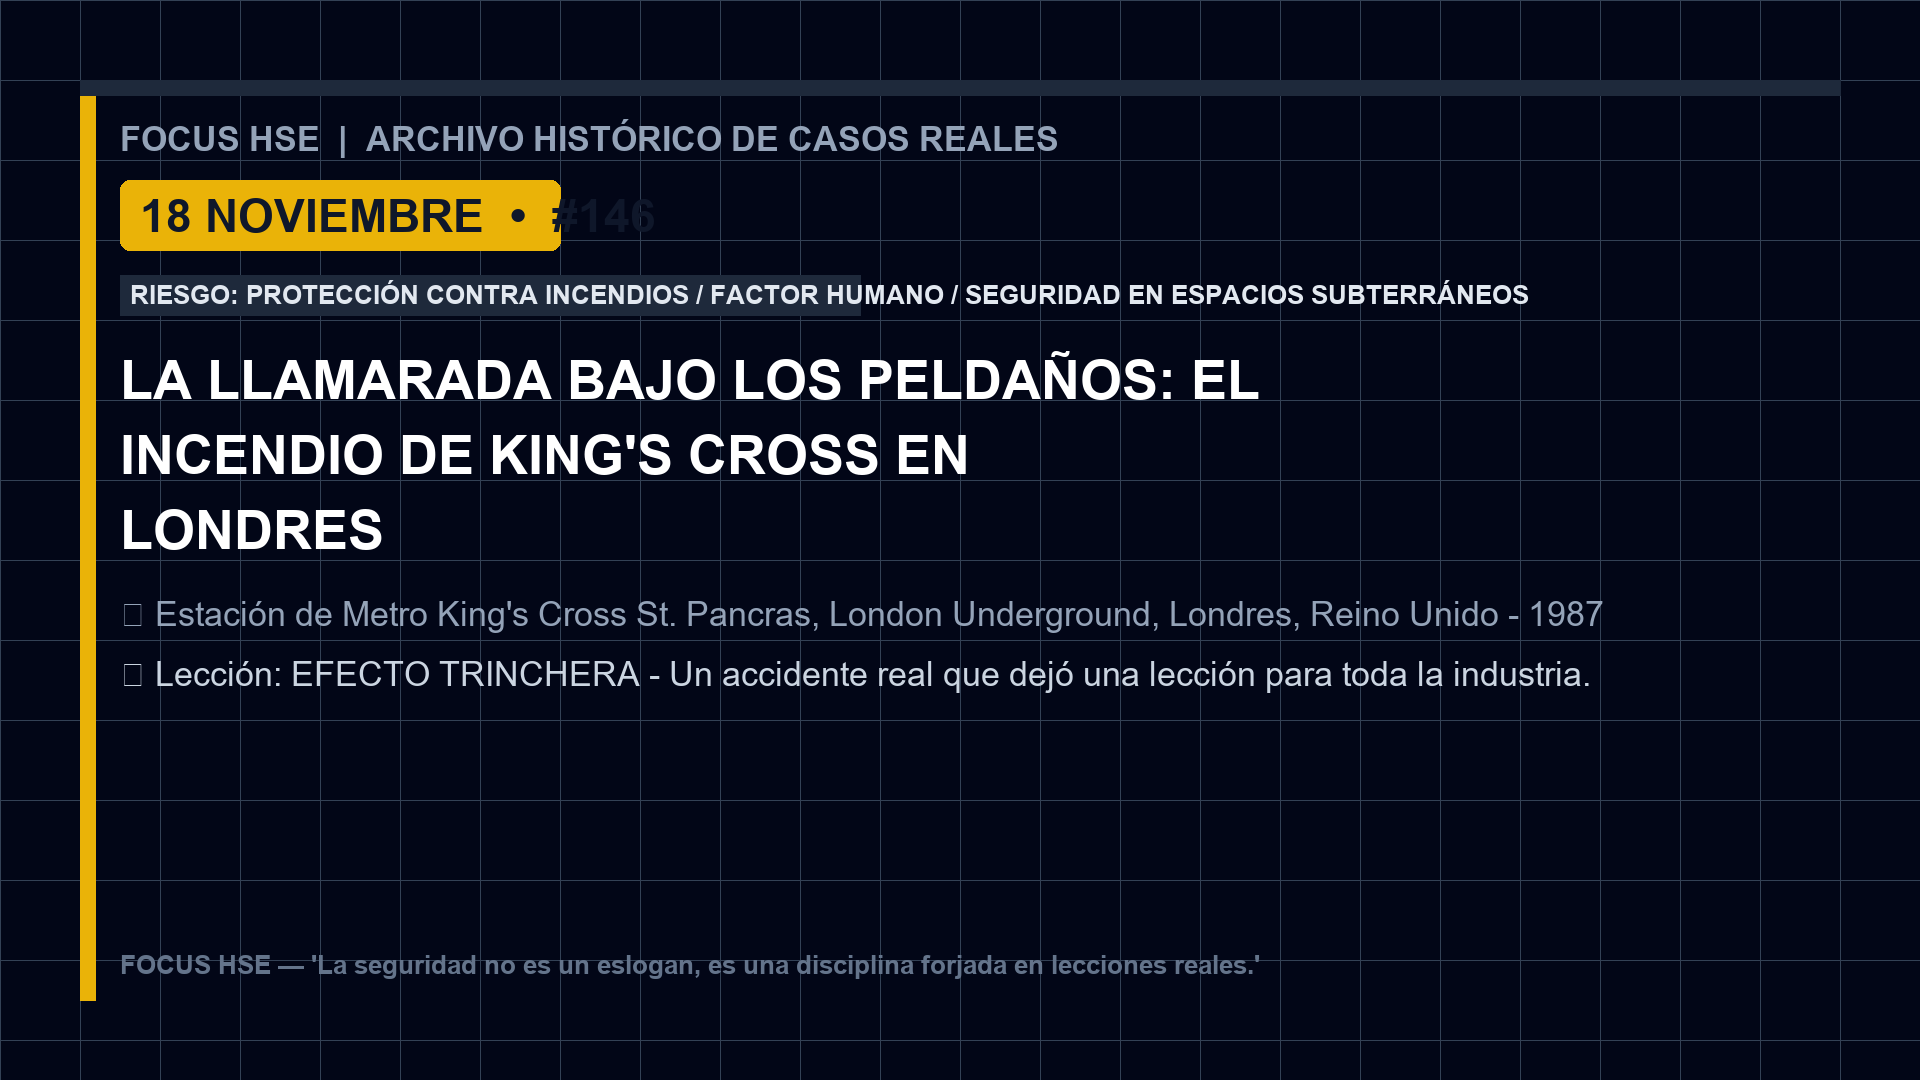 FOCUS HSE | ARCHIVO HISTÓRICO DE CASOS REALES
18 NOVIEMBRE • #146
RIESGO: PROTECCIÓN CONTRA INCENDIOS / FACTOR HUMANO / SEGURIDAD EN ESPACIOS SUBTERRÁNEOS
LA LLAMARADA BAJO LOS PELDAÑOS: EL
INCENDIO DE KING'S CROSS EN
LONDRES
Estación de Metro King's Cross St. Pancras, London Underground, Londres, Reino Unido - 1987
Lección: EFECTO TRINCHERA - Un accidente real que dejó una lección para toda la industria.
FOCUS HSE — 'La seguridad no es un eslogan, es una disciplina forjada en lecciones reales.'